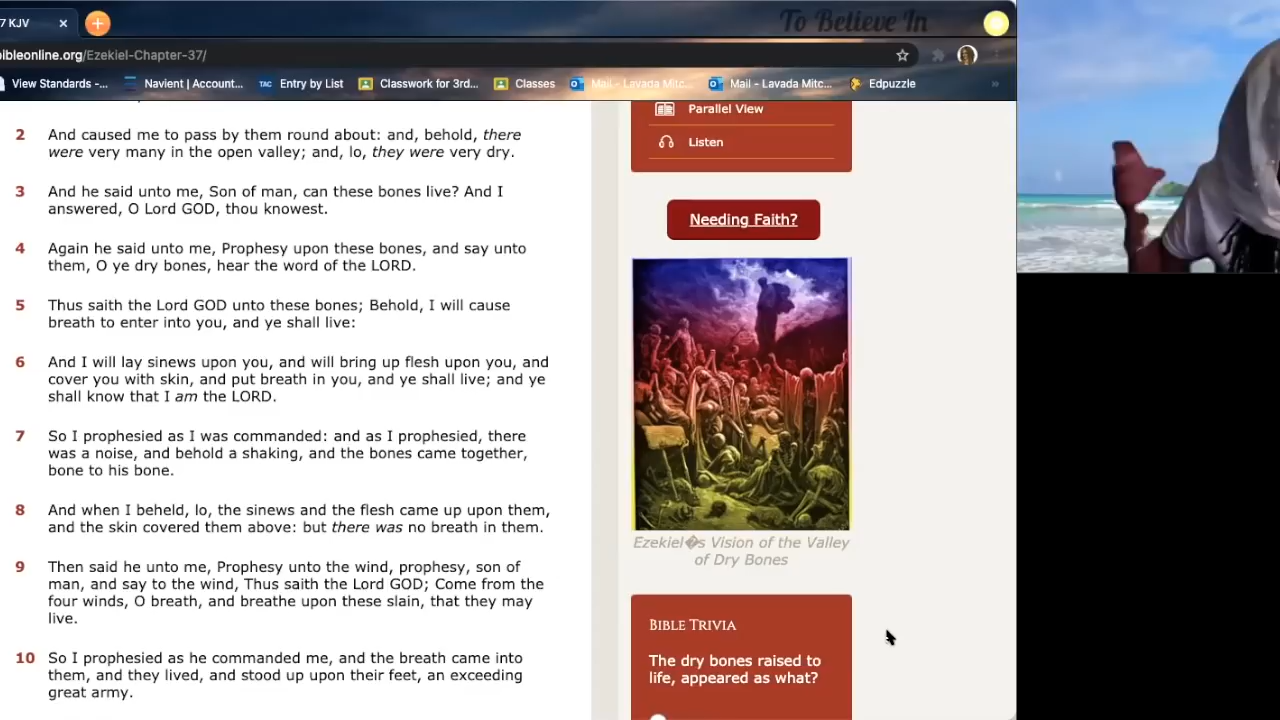 7 KJV
To Believe In
bibleonline.org/Ezekiel-Chapter-37/
View Standards -...
Navient | Account...
TAC
Entry by List
Classwork for 3rd...
Classes
Mail - Lavada Mitc...
Mail - Lavada Mitc...
Edpuzzle
»
2 And caused me to pass by them round about: and, behold, there
were very many in the open valley; and, lo, they were very dry.
3 And he said unto me, Son of man, can these bones live? And I
answered, O Lord GOD, thou knowest.
4 Again he said unto me, Prophesy upon these bones, and say unto
them, O ye dry bones, hear the word of the LORD.
5 Thus saith the Lord GOD unto these bones; Behold, I will cause
breath to enter into you, and ye shall live:
6 And I will lay sinews upon you, and will bring up flesh upon you, and
cover you with skin, and put breath in you, and ye shall live; and ye
shall know that I am the LORD.
7 So I prophesied as I was commanded: and as I prophesied, there
was a noise, and behold a shaking, and the bones came together,
bone to his bone.
8 And when I beheld, lo, the sinews and the flesh came up upon them,
and the skin covered them above: but there was no breath in them.
9 Then said he unto me, Prophesy unto the wind, prophesy, son of
man, and say to the wind, Thus saith the Lord GOD; Come from the
four winds, O breath, and breathe upon these slain, that they may
live.
10 So I prophesied as he commanded me, and the breath came into
them, and they lived, and stood up upon their feet, an exceeding
great army.
Parallel View
Listen
Needing Faith?
Ezekiel�s Vision of the Valley
of Dry Bones
BIBLE TRIVIA
The dry bones raised to
life, appeared as what?